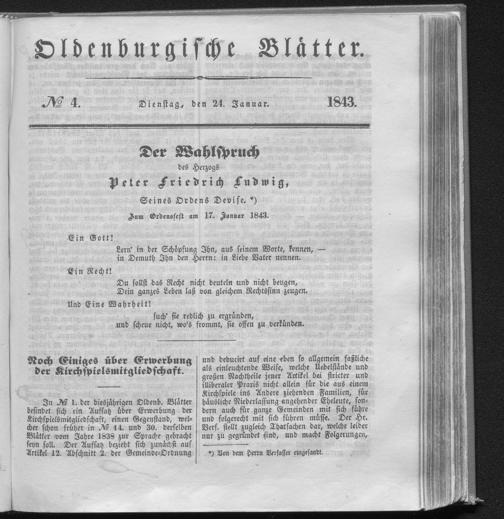 Oldenburgische Blätter.
№ 4. Dienstag, den 24. Januar. 1843.
Der Wahlspruch
des Herzogs
Peter Friedrich Ludwig,
Seines Ordens Devise. *)
Zum Ordensfest am 17. Januar 1843.
Ein Gott!
Lern' in der Schöpfung Ihn, aus seinem Worte, kennen, —
in Demuth Ihn den Herrn: in Liebe Vater nennen.
Ein Recht!
Du sollst das Recht nicht deuteln und nicht beugen,
Dein ganzes Leben laß von gleichem Rechtssinn zeugen.
Und Eine Wahrheit!
such' sie redlich zu ergründen,
und scheue nicht, wo's frommt, sie offen zu verkünden.
Noch Einiges über Erwerbung
der Kirchspielsmitgliedschaft.
In № 1. der diesjährigen Oldenb. Blätter
befindet sich ein Aufsatz über Erwerbung der
Kirchspielsmitgliedschaft, einen Gegenstand, wel-
cher schon früher in № 14. und 30. derselben
Blätter vom Jahre 1838 zur Sprache gebracht
seyn soll. Der Aufsatz bezieht sich zunächst auf
Artikel 12. Abschnitt 2. der Gemeinde-Ordnung
und deducirt auf eine eben so allgemein faßliche
als einleuchtende Weise, welche Uebelstände und
großen Nachtheile jener Artikel bei stricter und
illiberaler Praxis nicht allein für die aus einem
Kirchspiele ins Andere ziehenden Familien, für
häusliche Niederlassung angehender Eheleute, son-
dern auch für ganze Gemeinden mit sich führe
und folgerecht mit sich führen müsse. Der Hr.
Verf. stellt zugleich Thatsachen dar, welche leider
nur zu gegründet sind, und macht Folgerungen,
*) Von dem Herrn Verfasser eingesandt.